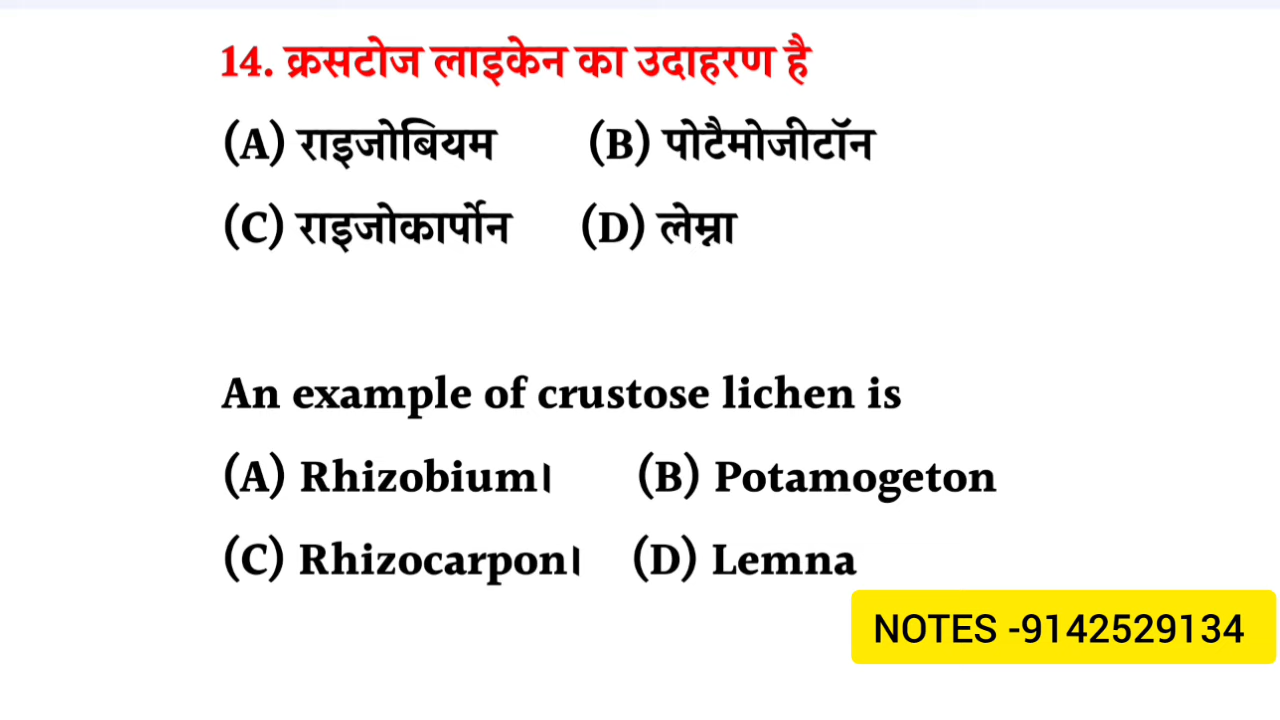 14. क्रसटोज लाइकेन का उदाहरण है
(A) राइजोबियम (B) पोटैमोजीटॉन
(C) राइजोकार्पोन (D) लेम्ना
An example of crustose lichen is
(A) Rhizobium। (B) Potamogeton
(C) Rhizocarpon। (D) Lemna
NOTES -9142529134